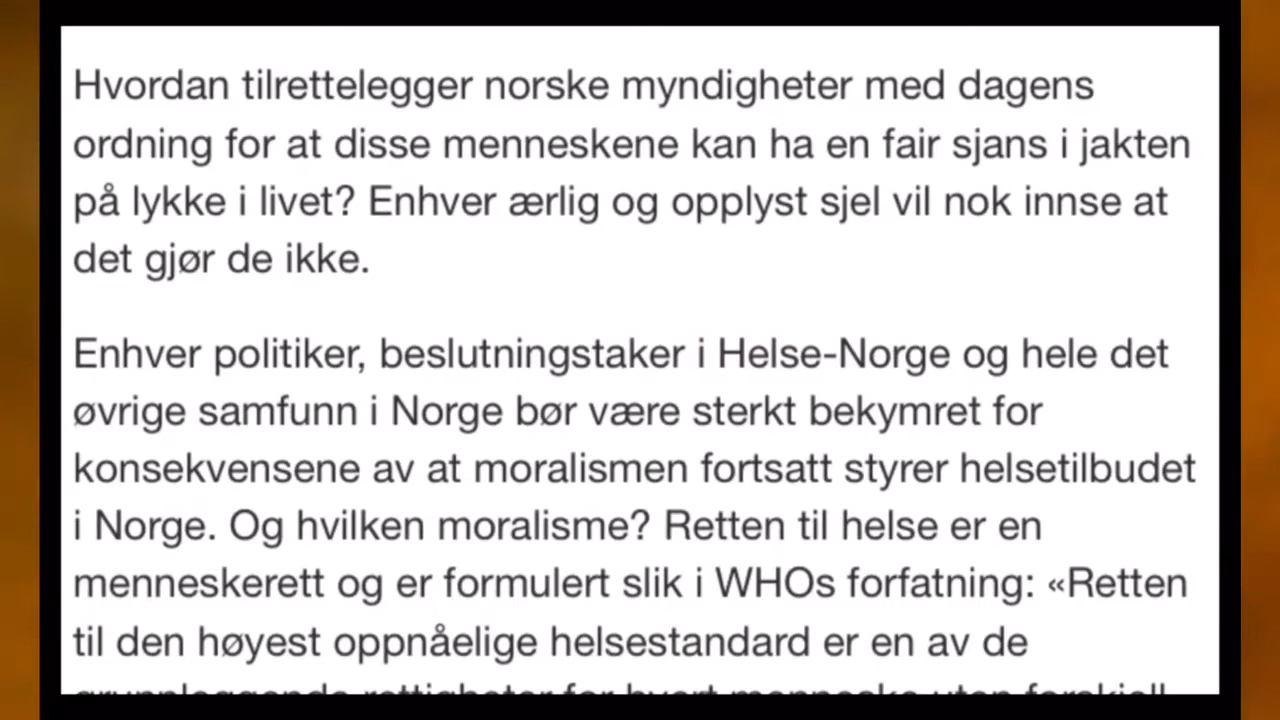 Hvordan tilrettelegger norske myndigheter med dagens
ordning for at disse menneskene kan ha en fair sjans i jakten
på lykke i livet? Enhver ærlig og opplyst sjel vil nok innse at
det gjør de ikke.
Enhver politiker, beslutningstaker i Helse-Norge og hele det
øvrige samfunn i Norge bør være sterkt bekymret for
konsekvensene av at moralismen fortsatt styrer helsetilbudet
i Norge. Og hvilken moralisme? Retten til helse er en
menneskerett og er formulert slik i WHOs forfatning: «Retten
til den høyest oppnåelige helsestandard er en av de